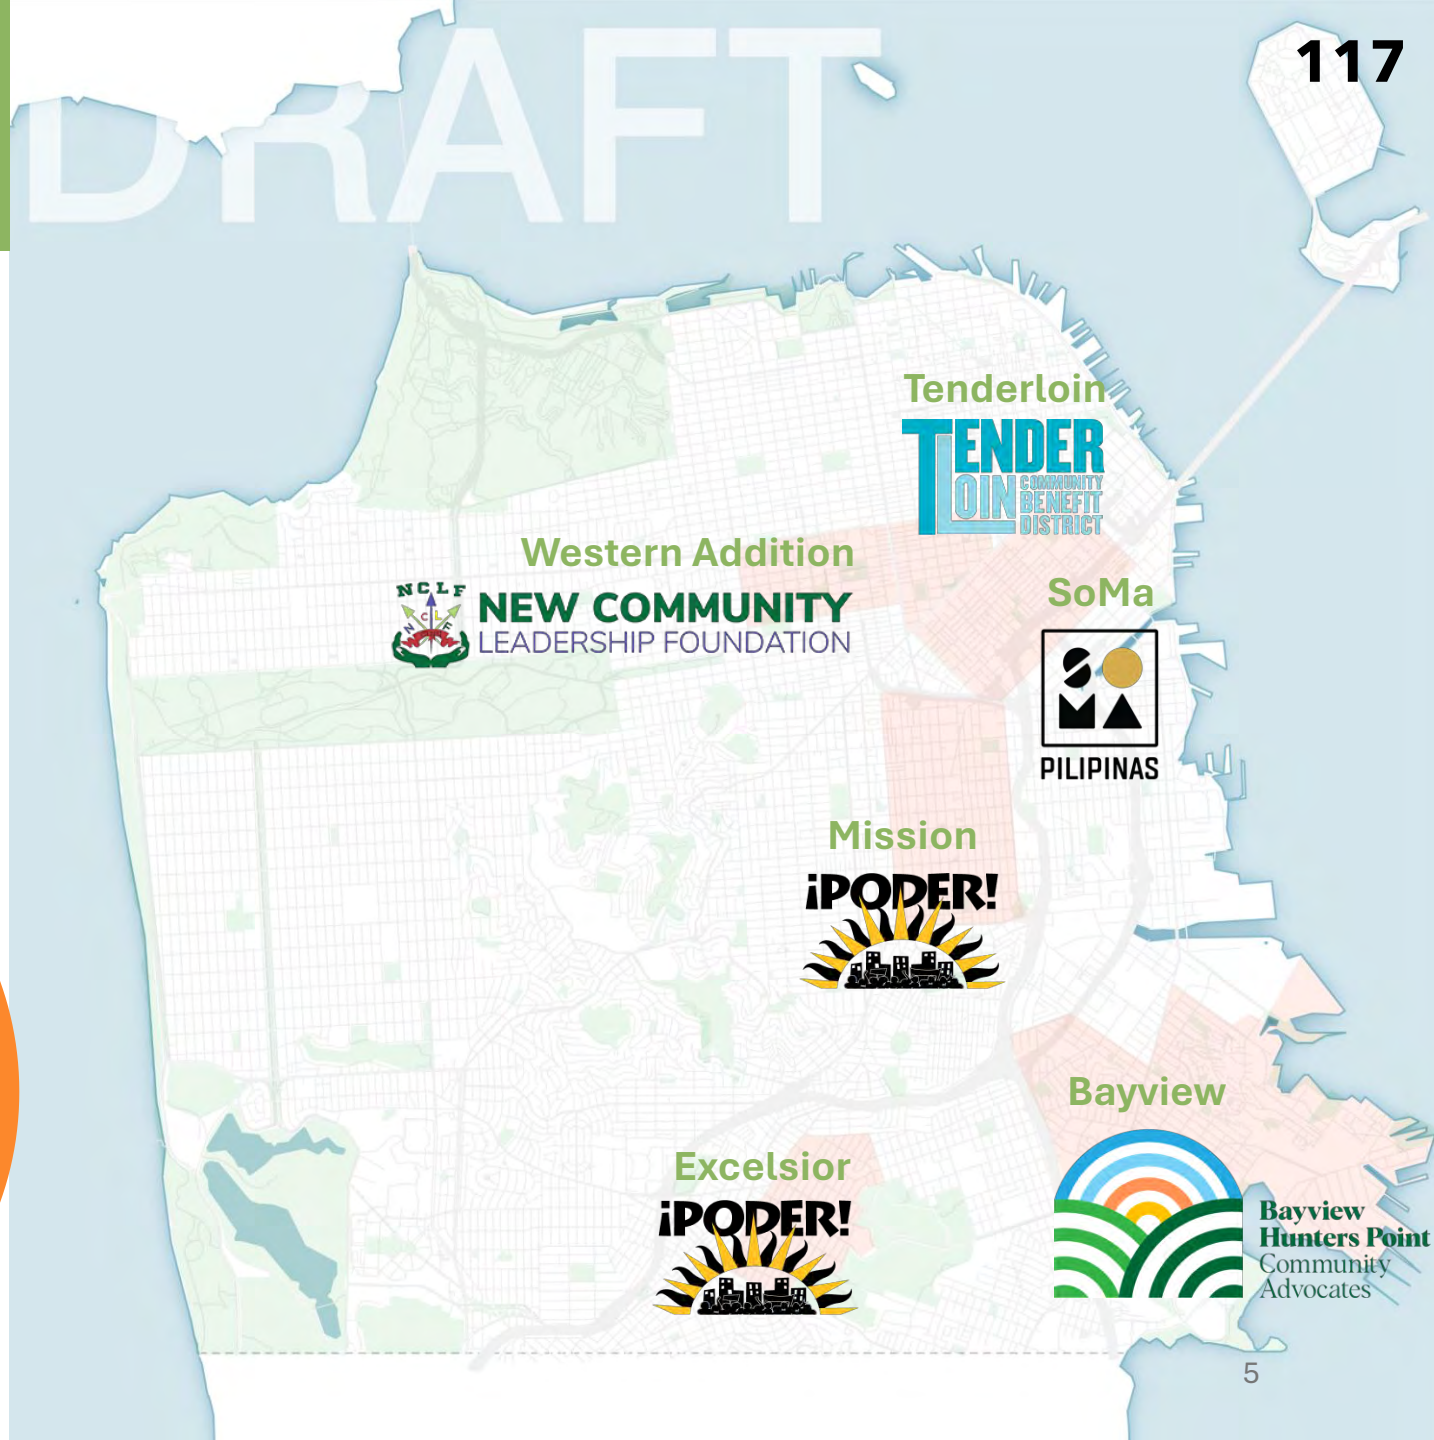 DRAFT
117
Tenderloin
TENDER
LOIN COMMUNITY
BENEFIT
DISTRICT
Western Addition
NCLF
N C L F
NEW COMMUNITY
LEADERSHIP FOUNDATION
SoMa
SO
MA
PILIPINAS
Mission
¡PODER!
Bayview
Excelsior
¡PODER!
Bayview
Hunters Point
Community
Advocates
5